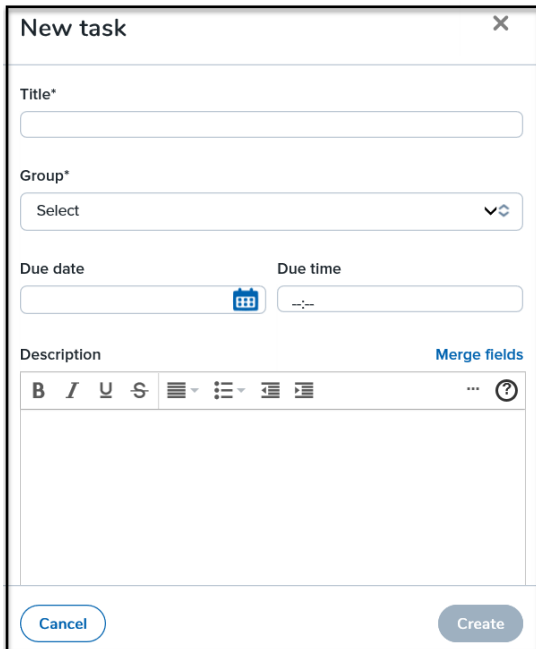 New task
Title*
Group*
Select
Due date Due time
--:--
Description Merge fields
B I U S
Cancel Create